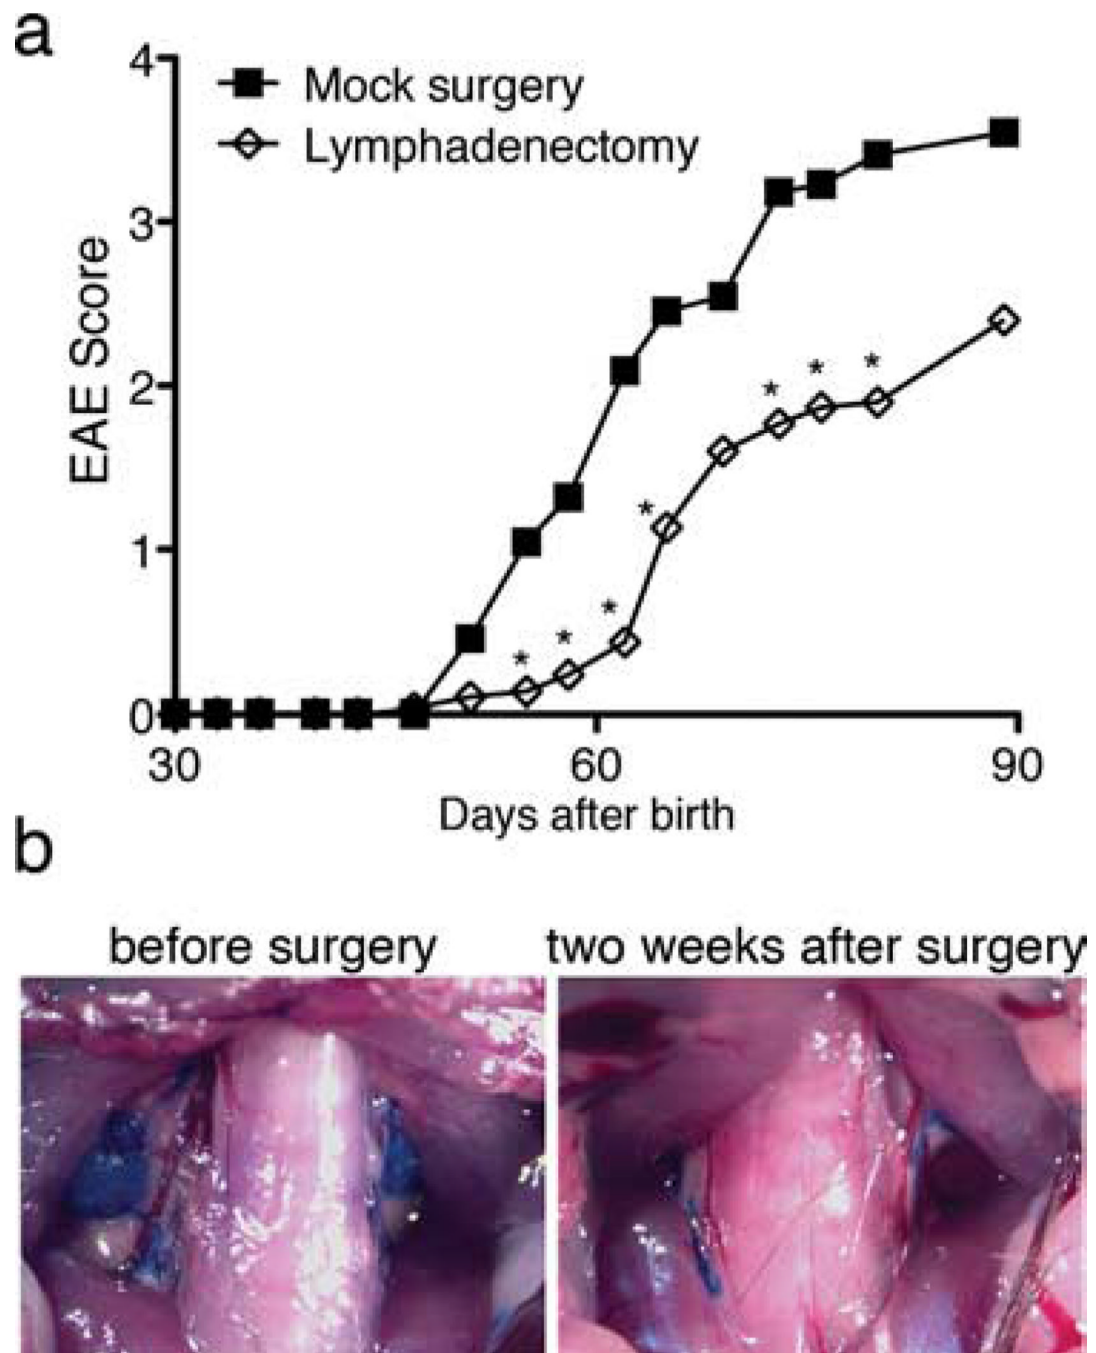 a
4
Mock surgery
Lymphadenectomy
3
2
1
0
EAE Score
* * * * * * *
30 60 90
Days after birth
b
before surgery two weeks after surgery